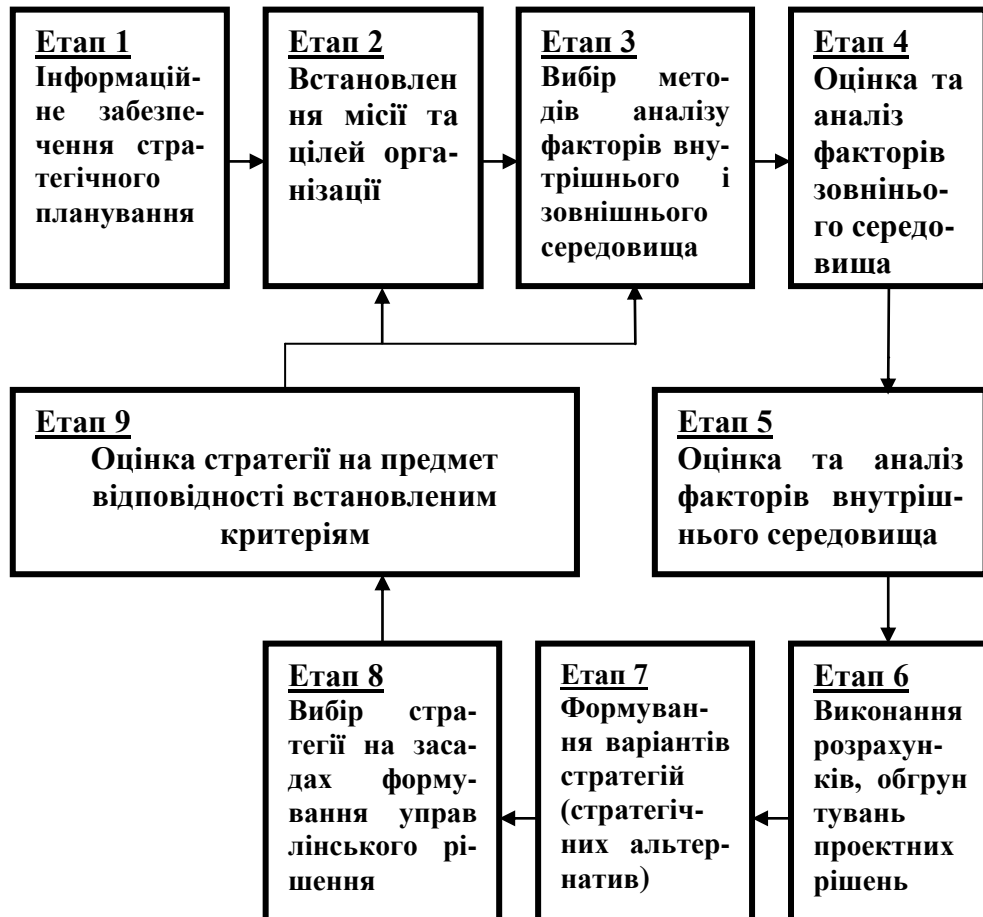 Етап 1
Інформацій-
не забезпе-
чення стра-
тегічного
планування
Етап 2
Встановлен
ня місії та
цілей орга-
нізації
Етап 3
Вибір мето-
дів аналізу
факторів вну-
трішнього і
зовнішнього
середовища
Етап 4
Оцінка та
аналіз
факторів
зовніньо-
го середо-
вища
Етап 9
Оцінка стратегії на предмет
відповідності встановленим
критеріям
Етап 5
Оцінка та аналіз
факторів внутріш-
нього середовища
Етап 8
Вибір стра-
тегії на заса-
дах форму-
вання управ
лінського рі-
шення
Етап 7
Формуван-
ня варіантів
стратегій
(стратегіч-
них альтер-
натив)
Етап 6
Виконання
розрахун-
ків, обгрун
тувань
проектних
рішень